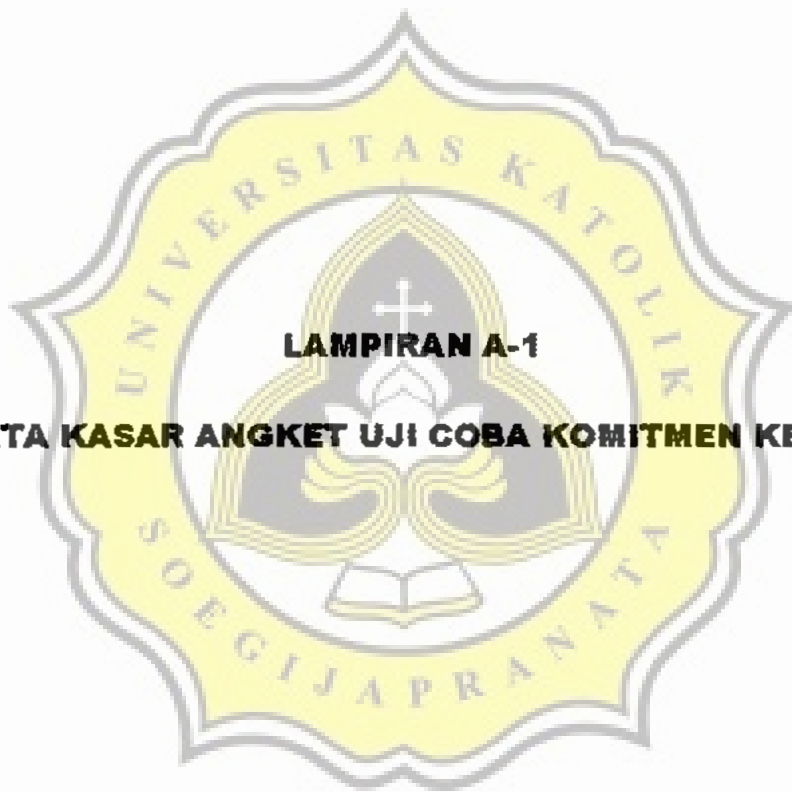 UNIVERSITAS KATOLIK
LAMPIRAN A-1
TA KASAR ANGKET UJI COBA KOMITMEN KE
SOEGIJAPRANATA